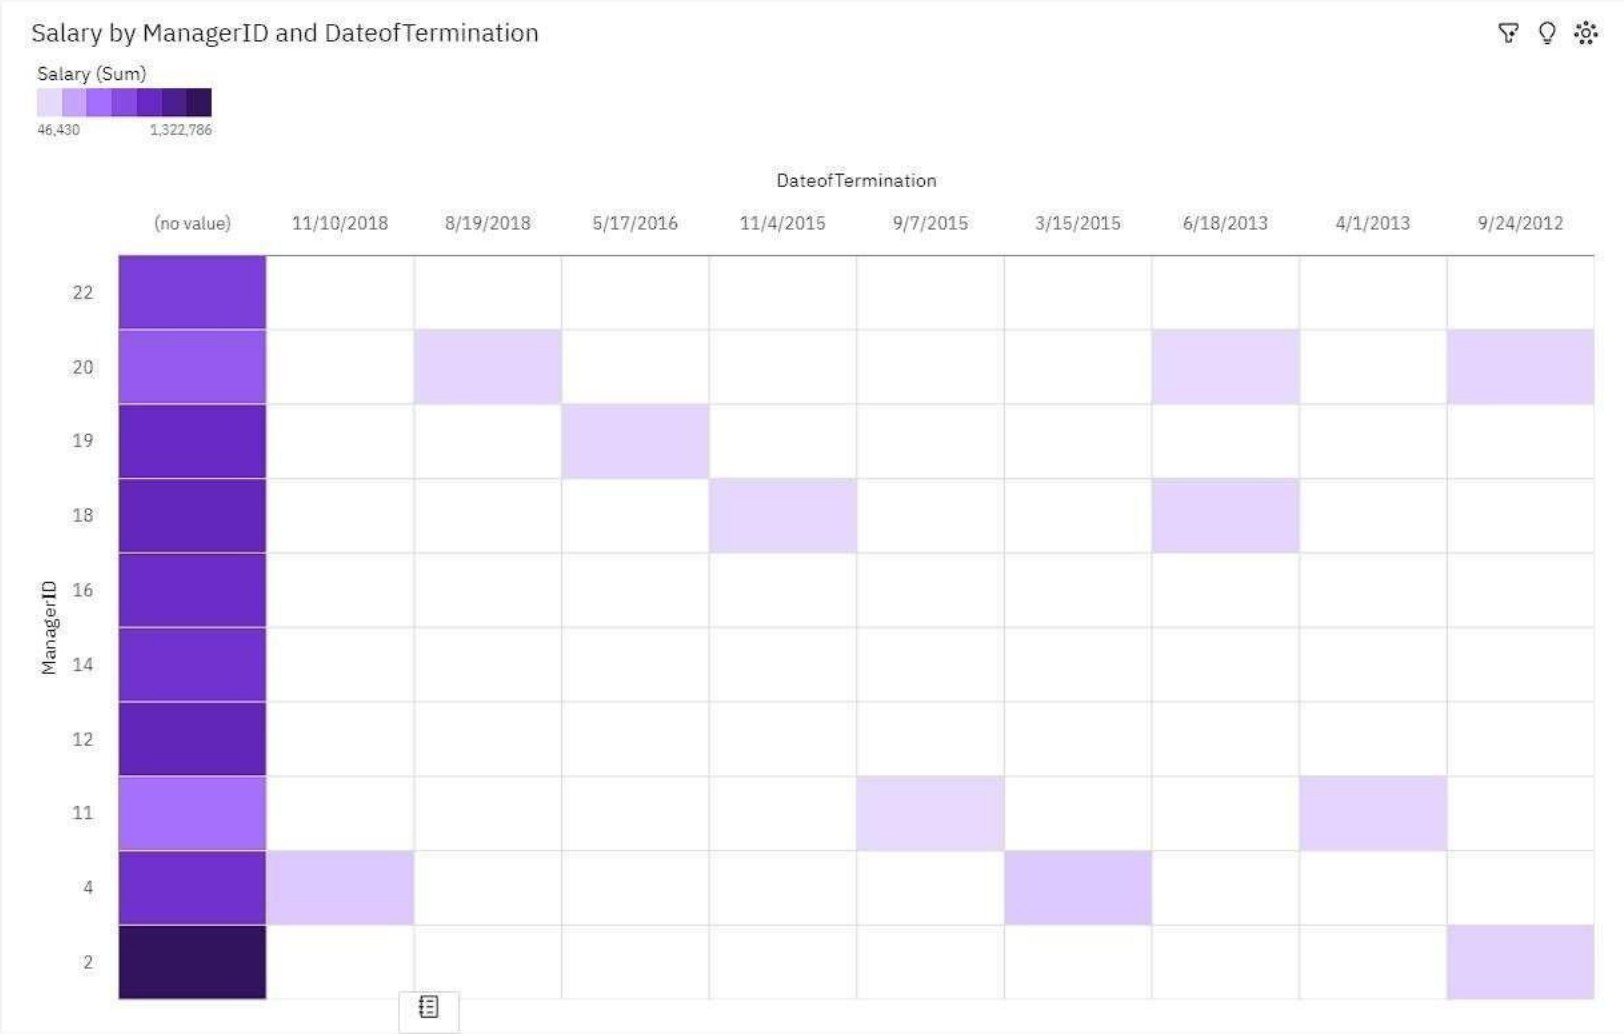 Salary by ManagerID and DateofTermination
Salary (Sum)
46,430 1,322,786
DateofTermination
(no value) 11/10/2018 8/19/2018 5/17/2016 11/4/2015 9/7/2015 3/15/2015 6/18/2013 4/1/2013 9/24/2012
22
20
19
18
16
14
12
11
4
2
ManagerID